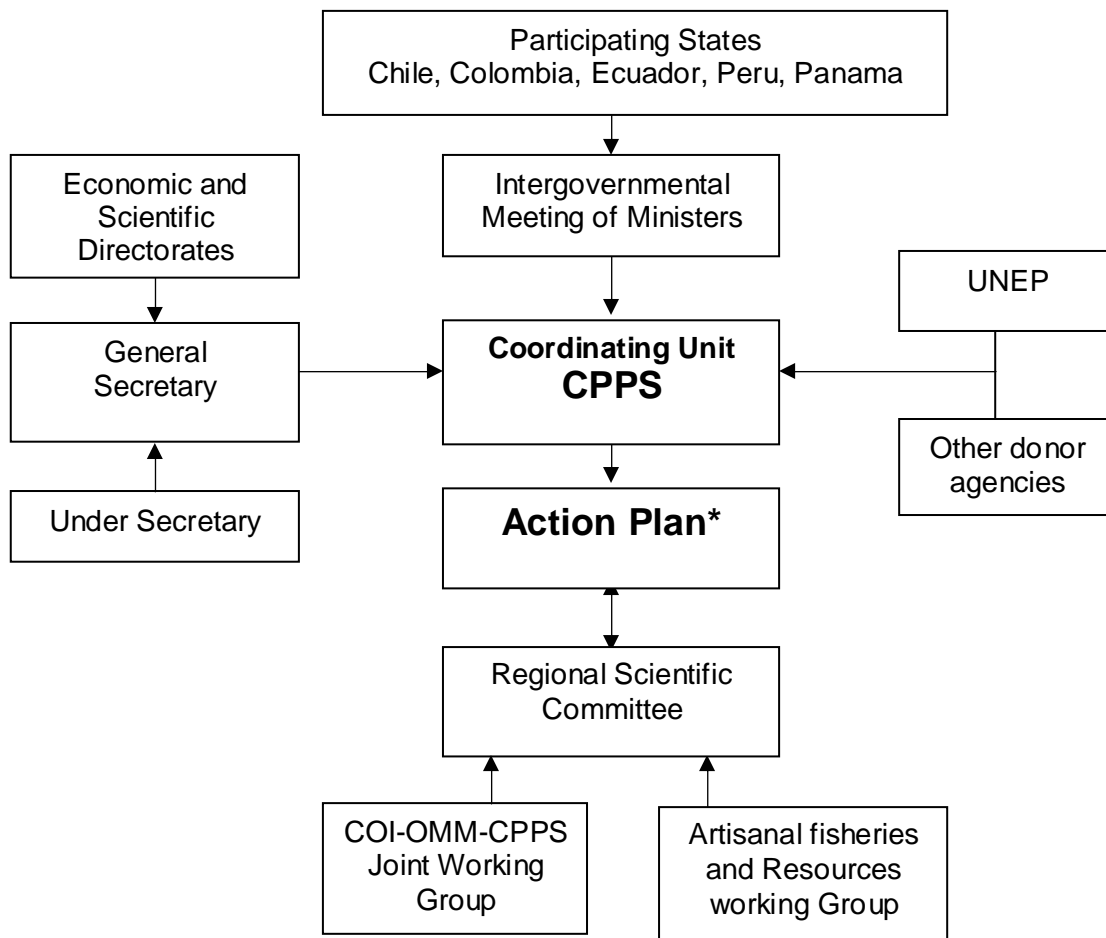 Participating States
Chile, Colombia, Ecuador, Peru, Panama
Economic and
Scientific
Directorates
Intergovernmental
Meeting of Ministers
UNEP
General
Secretary
Coordinating Unit
CPPS
Other donor
agencies
Under Secretary
Action Plan*
Regional Scientific
Committee
COI-OMM-CPPS
Joint Working
Group
Artisanal fisheries
and Resources
working Group